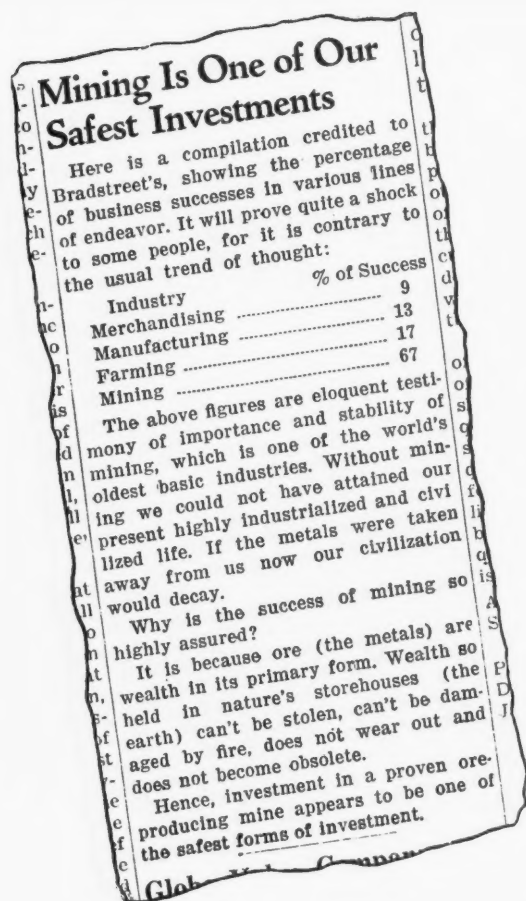 Mining Is One of Our
Safest Investments
Here is a compilation credited to
Bradstreet's, showing the percentage
of business successes in various lines
of endeavor. It will prove quite a shock
to some people, for it is contrary to
the usual trend of thought:
Industry % of Success
Merchandising 9
Manufacturing 13
Farming 17
Mining 67
The above figures are eloquent testi-
mony of importance and stability of
mining, which is one of the world's
oldest basic industries. Without min-
ing we could not have attained our
present highly industrialized and civi
lized life. If the metals were taken
away from us now our civilization
would decay.
Why is the success of mining so
highly assured?
It is because ore (the metals) are
wealth in its primary form. Wealth so
held in nature's storehouses (the
earth) can't be stolen, can't be dam-
aged by fire, does not wear out and
does not become obsolete.
Hence, investment in a proven ore-
producing mine appears to be one of
the safest forms of investment.